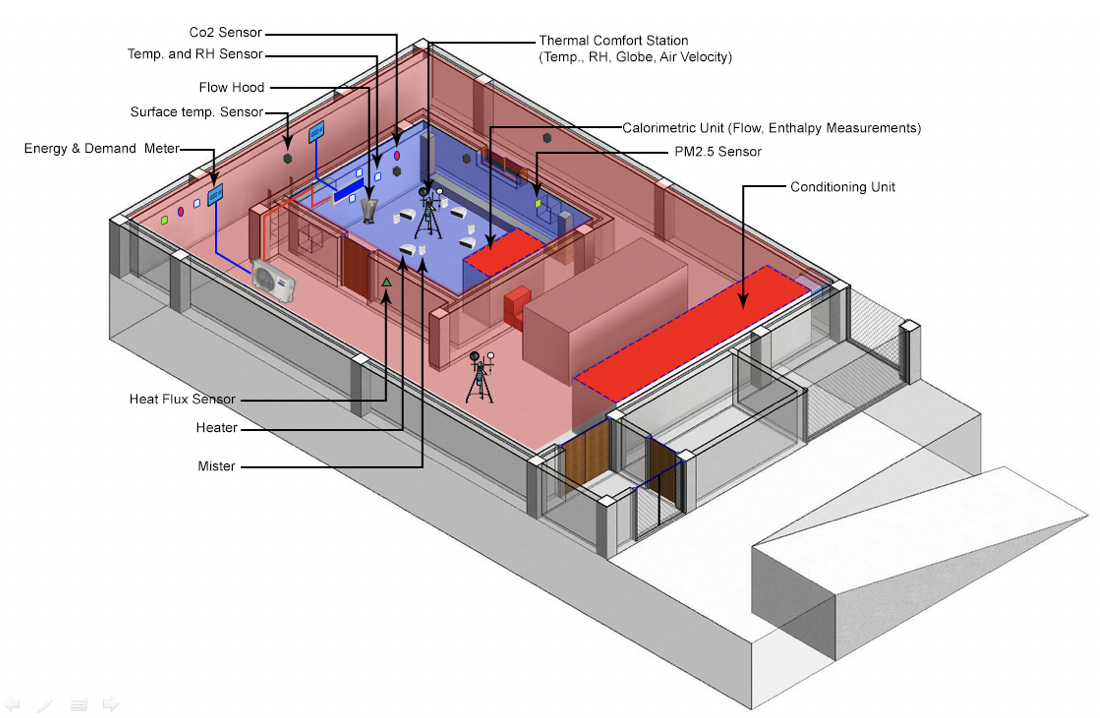 Co2 Sensor
Temp. and RH Sensor
Flow Hood
Surface temp. Sensor
Energy & Demand Meter
Thermal Comfort Station
(Temp., RH, Globe, Air Velocity)
Calorimetric Unit (Flow, Enthalpy Measurements)
PM2.5 Sensor
Conditioning Unit
Heat Flux Sensor
Heater
Mister